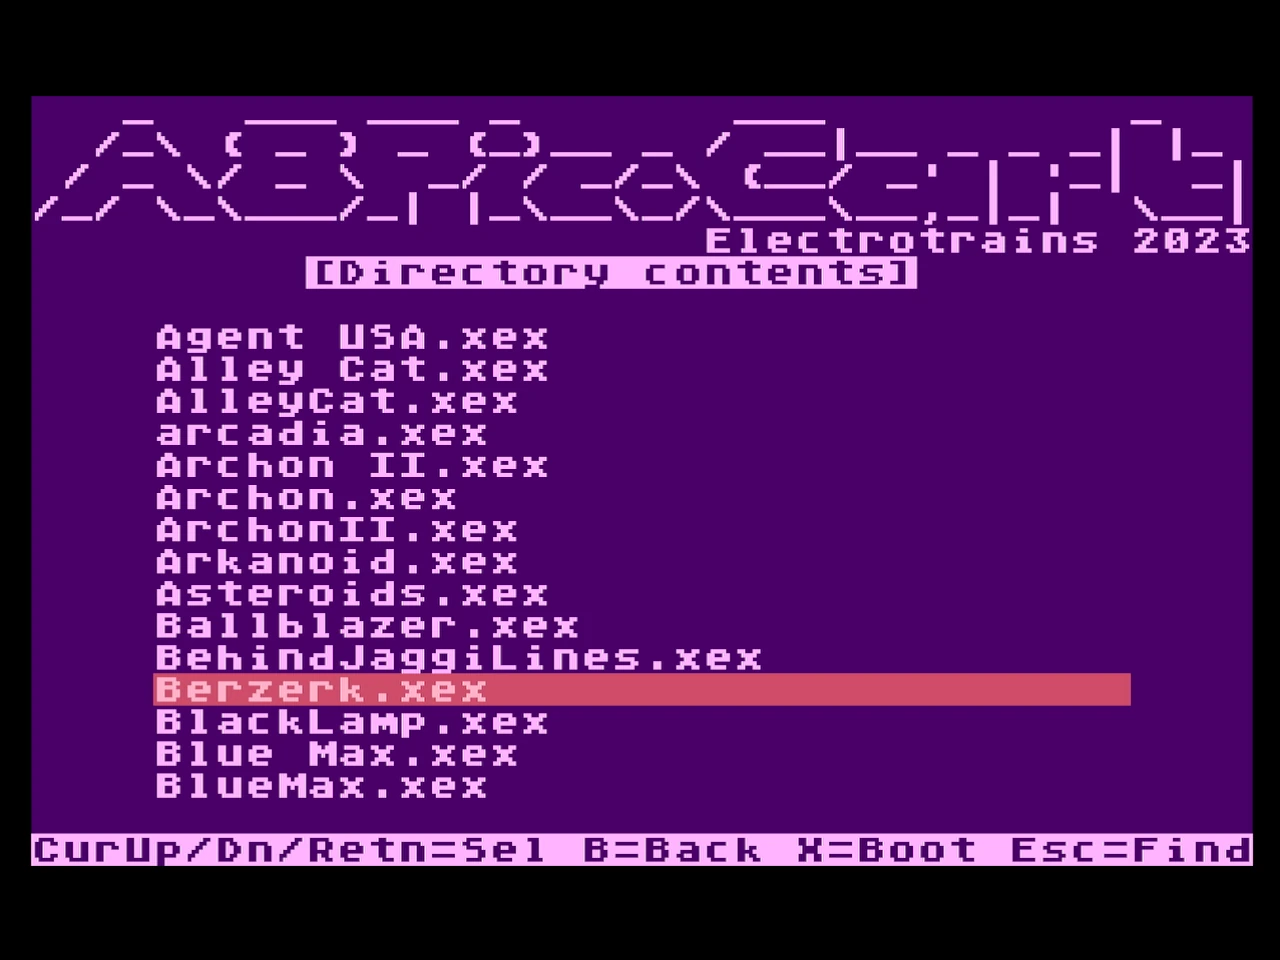 A8PicoCart
Electrotrains 2023
[Directory contents]
Agent USA.xex
Alley Cat.xex
AlleyCat.xex
arcadia.xex
Archon II.xex
Archon.xex
ArchonII.xex
Arkanoid.xex
Asteroids.xex
Ballblazer.xex
BehindJaggiLines.xex
Berzerk.xex
BlackLamp.xex
Blue Max.xex
BlueMax.xex
CurUp/Dn/Retn=Sel B=Back X=Boot Esc=Find